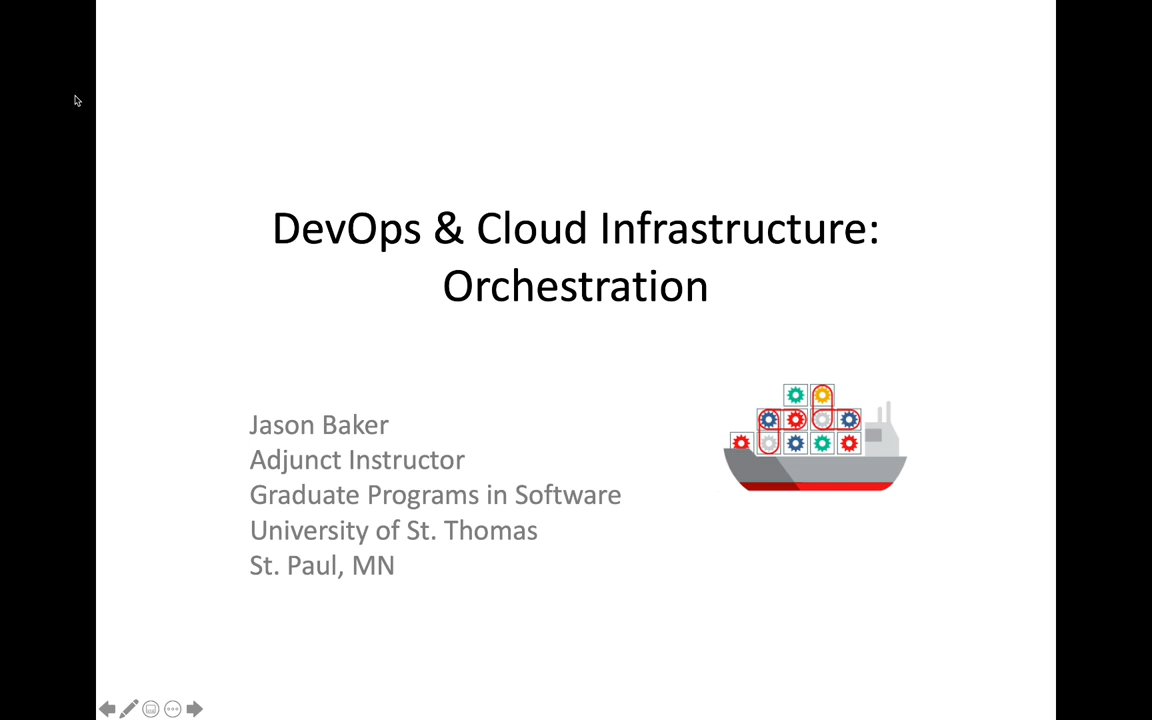 DevOps & Cloud Infrastructure:
Orchestration
Jason Baker
Adjunct Instructor
Graduate Programs in Software
University of St. Thomas
St. Paul, MN